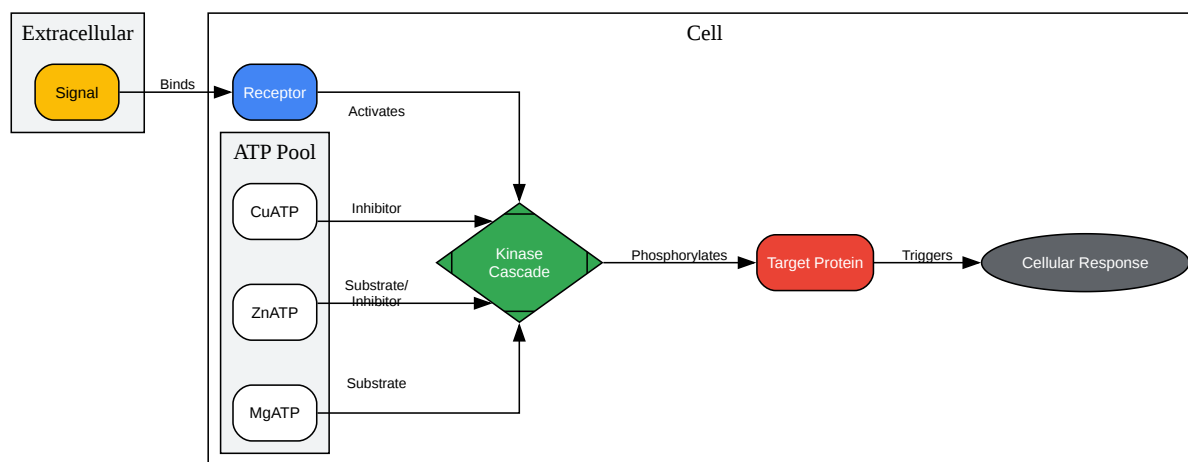 Extracellular
Cell
Signal
Binds
Receptor
Activates
ATP Pool
CuATP
Inhibitor
ZnATP
Substrate/
Inhibitor
MgATP
Substrate
Kinase
Cascade
Phosphorylates
Target Protein
Triggers
Cellular Response